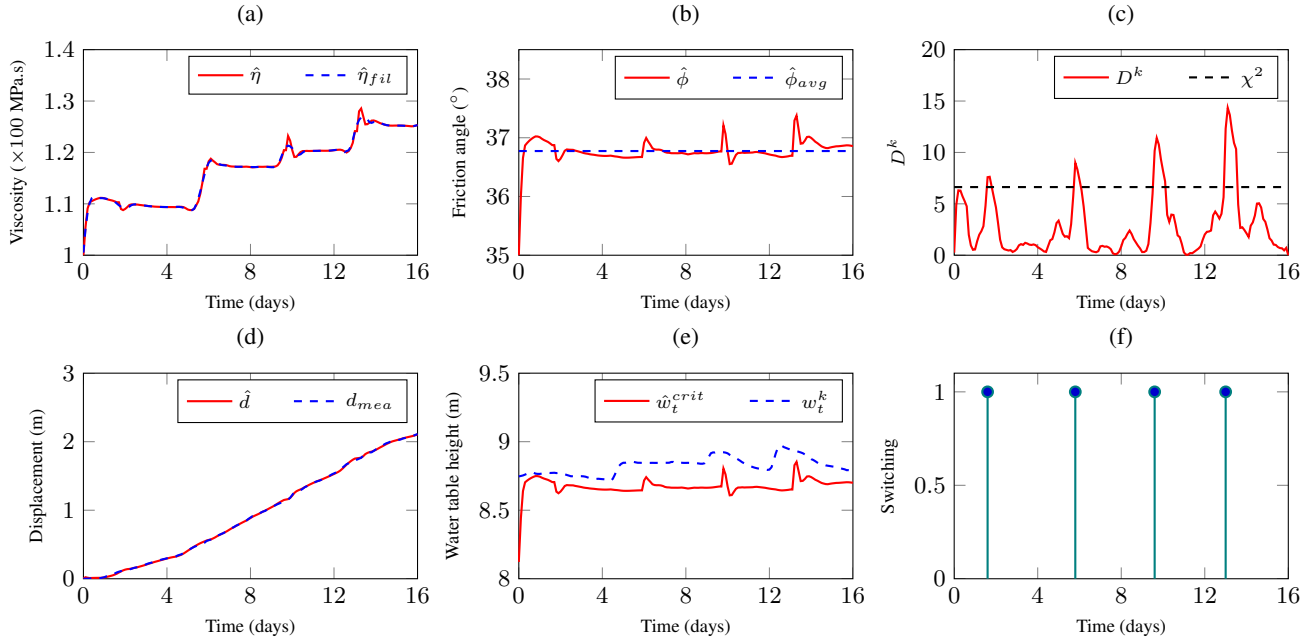 (a)
Viscosity (×100 MPa.s)
1.4
1.3
1.2
1.1
1
η̂ η̂_fil
0 4 8 12 16
Time (days)
(b)
Friction angle (°)
38
37
36
35
ϕ̂ ϕ̂_avg
0 4 8 12 16
Time (days)
(c)
D^k
20
15
10
5
0
D^k χ²
0 4 8 12 16
Time (days)
(d)
Displacement (m)
3
2
1
0
d̂ d_mea
0 4 8 12 16
Time (days)
(e)
Water table height (m)
9.5
9
8.5
8
ŵ_t^crit w_t^k
0 4 8 12 16
Time (days)
(f)
Switching
1
0.5
0
0 4 8 12 16
Time (days)